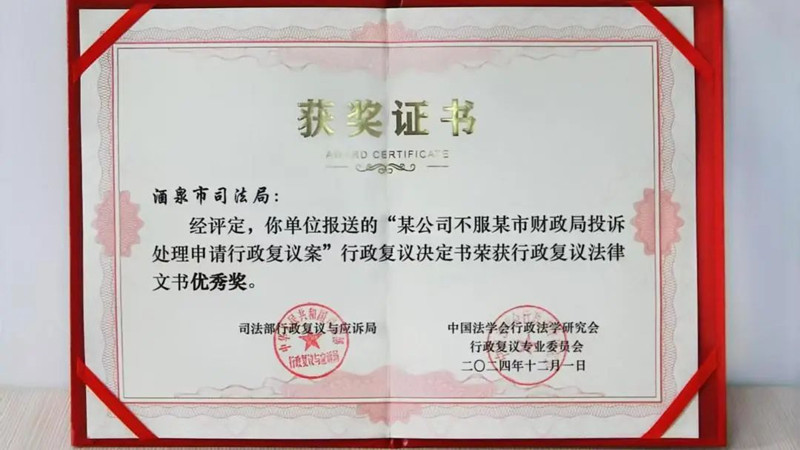 获奖证书
AWARD CERTIFICATE
酒泉市司法局：
经评定，你单位报送的“某公司不服某市财政局投诉
处理申请行政复议案”行政复议决定书荣获行政复议法律
文书优秀奖。
司法部行政复议与应诉局
中国法学会行政法学研究会
行政复议专业委员会
二〇二四年十二月一日